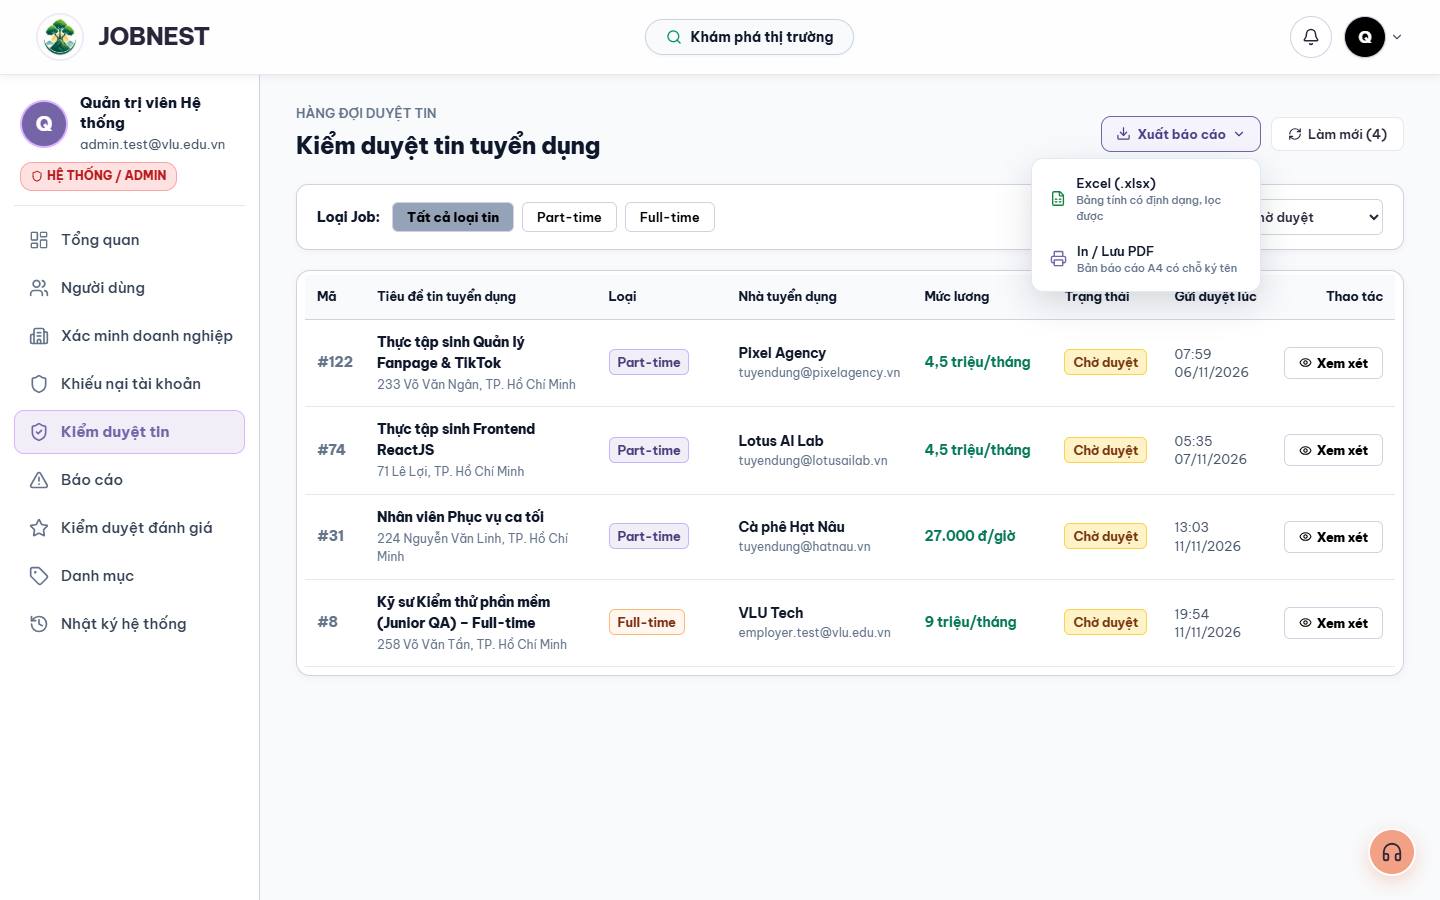 JOBNEST
Khám phá thị trường
Q
Q
Quản trị viên Hệ
thống
admin.test@vlu.edu.vn
HỆ THỐNG / ADMIN
Tổng quan
Người dùng
Xác minh doanh nghiệp
Khiếu nại tài khoản
Kiểm duyệt tin
Báo cáo
Kiểm duyệt đánh giá
Danh mục
Nhật ký hệ thống
HÀNG ĐỢI DUYỆT TIN
Kiểm duyệt tin tuyển dụng
Xuất báo cáo
Làm mới (4)
Excel (.xlsx)
Bảng tính có định dạng, lọc
được
In / Lưu PDF
Bản báo cáo A4 có chỗ ký tên
Loại Job:
Tất cả loại tin
Part-time
Full-time
duyệt
Mã
Tiêu đề tin tuyển dụng
Loại
Nhà tuyển dụng
Mức lương
Trạng thái
Gửi duyệt lúc
Thao tác
#122
Thực tập sinh Quản lý
Fanpage & TikTok
233 Võ Văn Ngân, TP. Hồ Chí Minh
Part-time
Pixel Agency
tuyendung@pixelagency.vn
4,5 triệu/tháng
Chờ duyệt
07:59
06/11/2026
Xem xét
#74
Thực tập sinh Frontend
ReactJS
71 Lê Lợi, TP. Hồ Chí Minh
Part-time
Lotus AI Lab
tuyendung@lotusailab.vn
4,5 triệu/tháng
Chờ duyệt
05:35
07/11/2026
Xem xét
#31
Nhân viên Phục vụ ca tối
224 Nguyễn Văn Linh, TP. Hồ Chí
Minh
Part-time
Cà phê Hạt Nâu
tuyendung@hatnau.vn
27.000 đ/giờ
Chờ duyệt
13:03
11/11/2026
Xem xét
#8
Kỹ sư Kiểm thử phần mềm
(Junior QA) – Full-time
258 Võ Văn Tần, TP. Hồ Chí Minh
Full-time
VLU Tech
employer.test@vlu.edu.vn
9 triệu/tháng
Chờ duyệt
19:54
11/11/2026
Xem xét